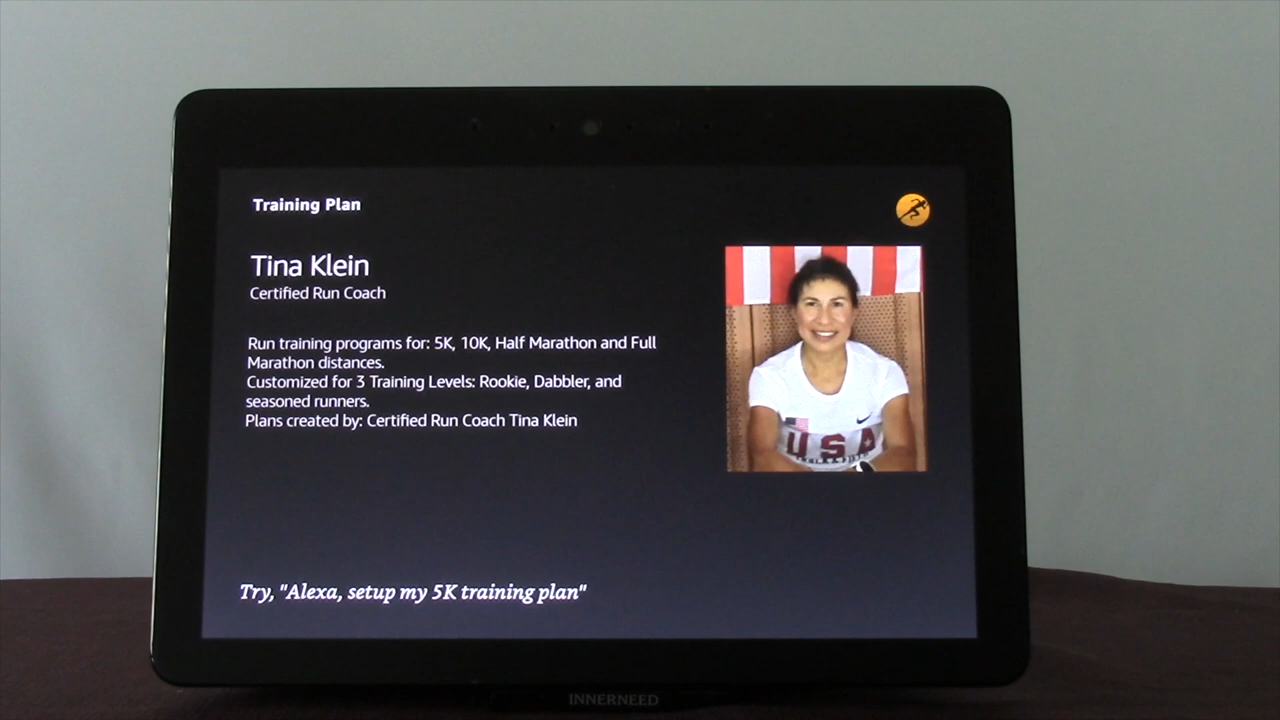 Training Plan
Tina Klein
Certified Run Coach
Run training programs for: 5K, 10K, Half Marathon and Full
Marathon distances.
Customized for 3 Training Levels: Rookie, Dabbler, and
seasoned runners.
Plans created by: Certified Run Coach Tina Klein
USA
Try, "Alexa, setup my 5K training plan"
INNERNEED